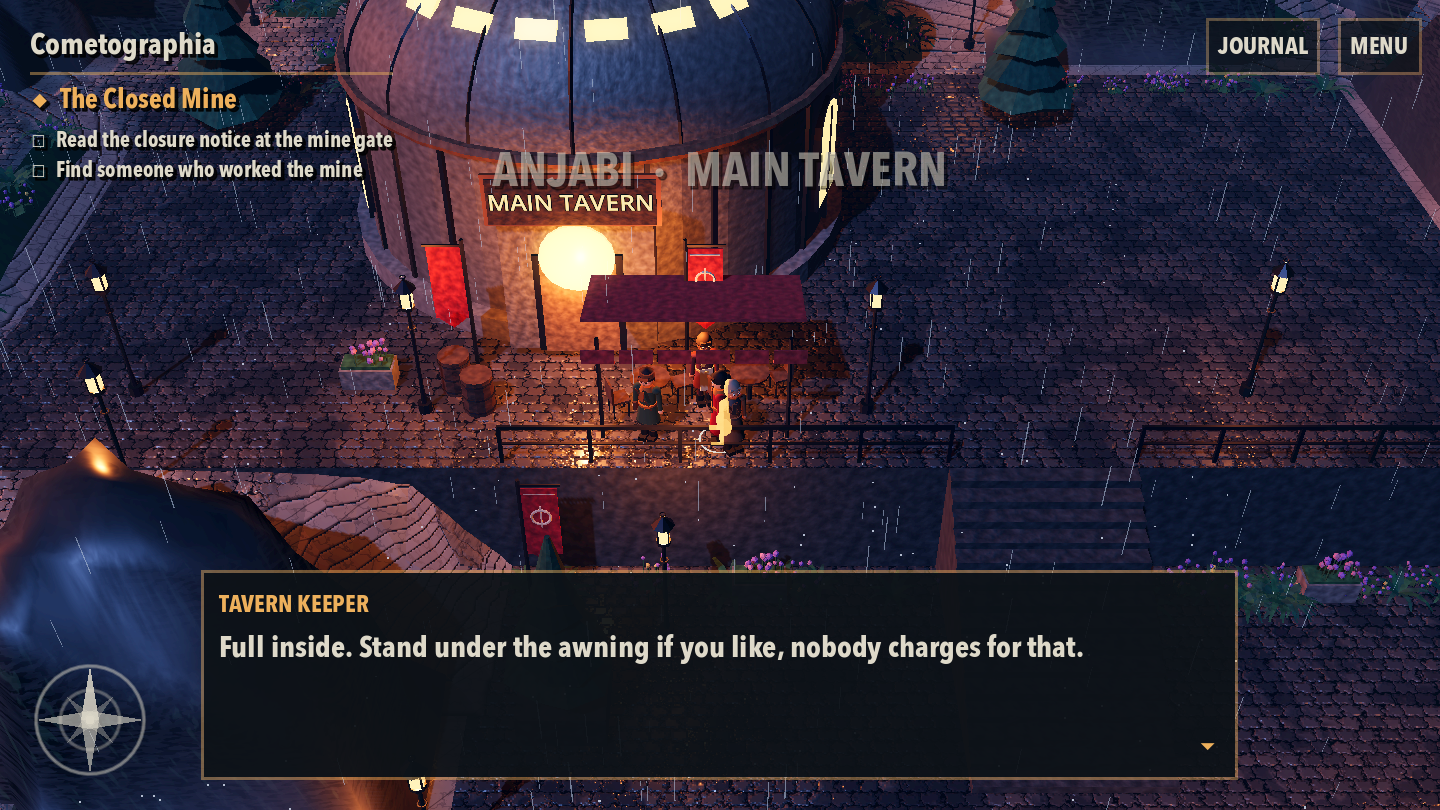 Cometographia
JOURNAL
MENU
The Closed Mine
Read the closure notice at the mine gate
Find someone who worked the mine
ANJABI · MAIN TAVERN
MAIN TAVERN
TAVERN KEEPER
Full inside. Stand under the awning if you like, nobody charges for that.